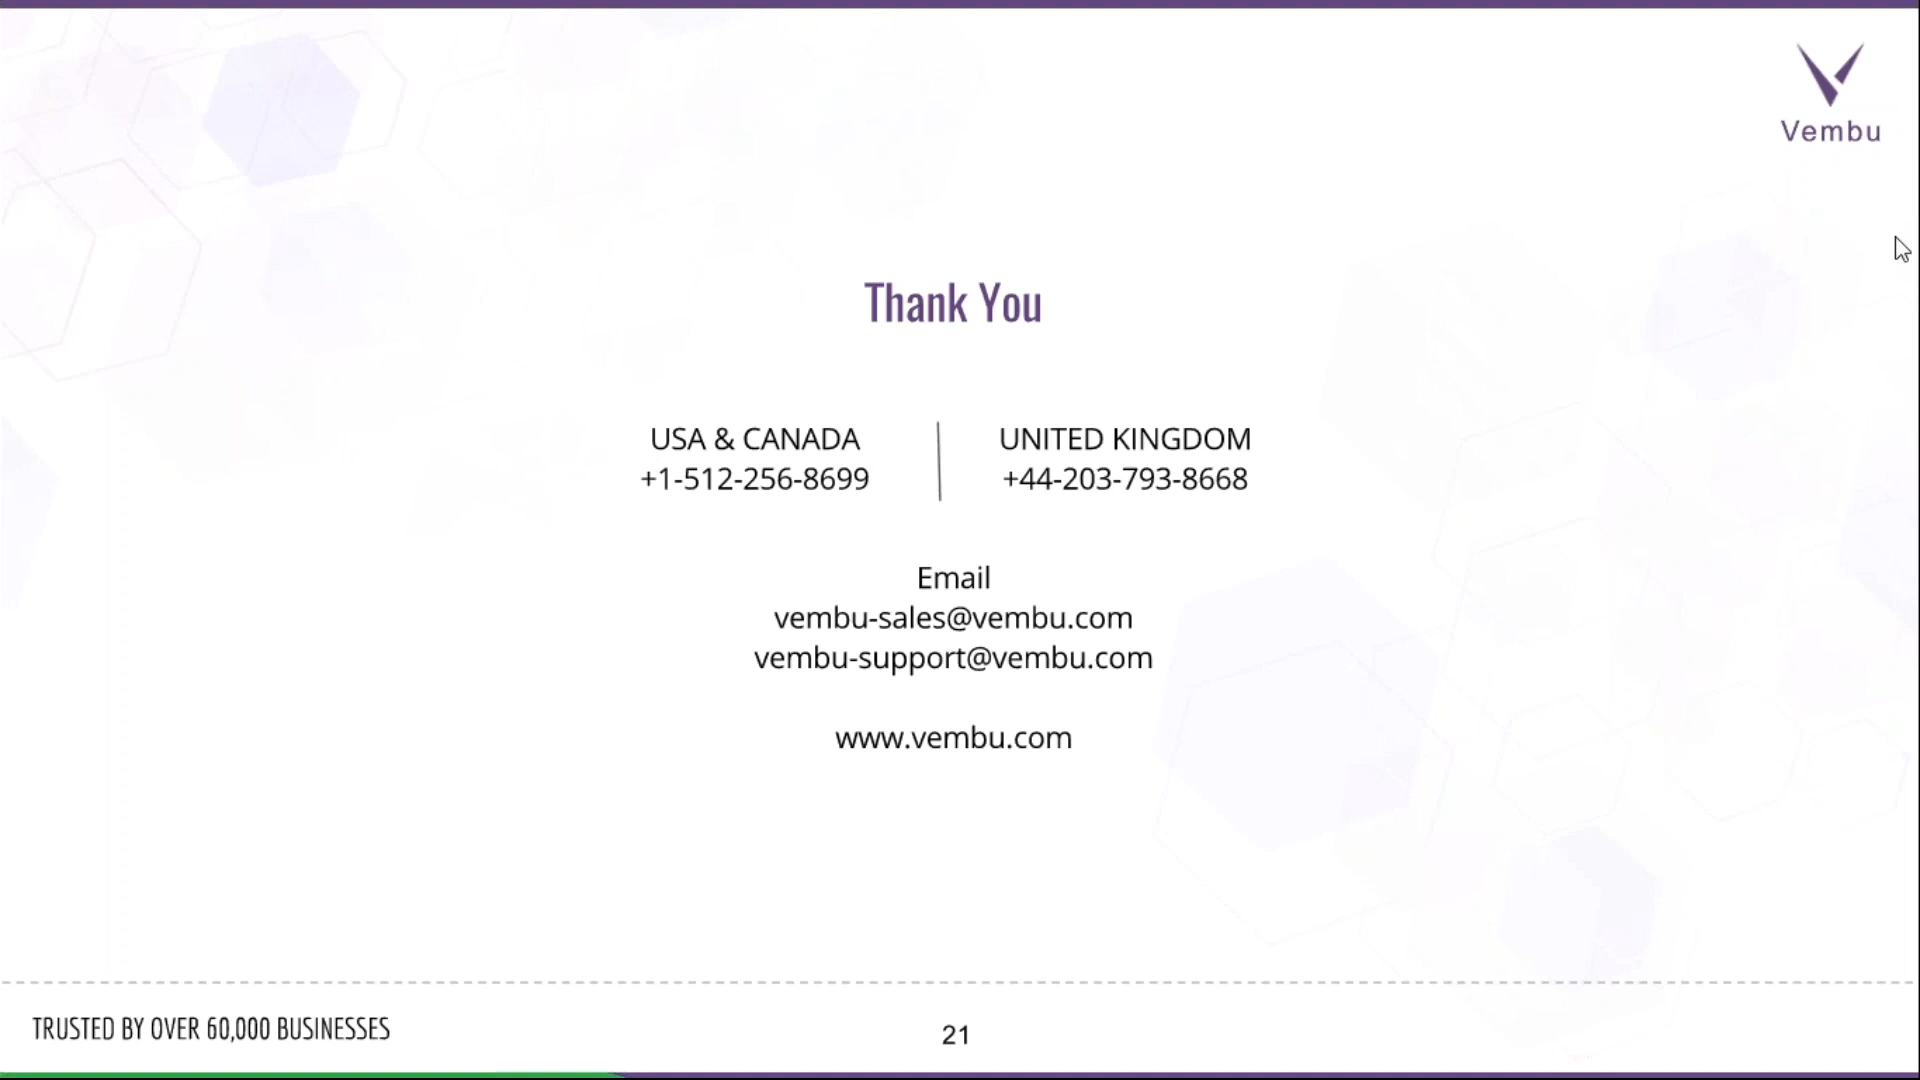 Vembu
Thank You
USA & CANADA
+1-512-256-8699
UNITED KINGDOM
+44-203-793-8668
Email
vembu-sales@vembu.com
vembu-support@vembu.com
www.vembu.com
TRUSTED BY OVER 60,000 BUSINESSES
21